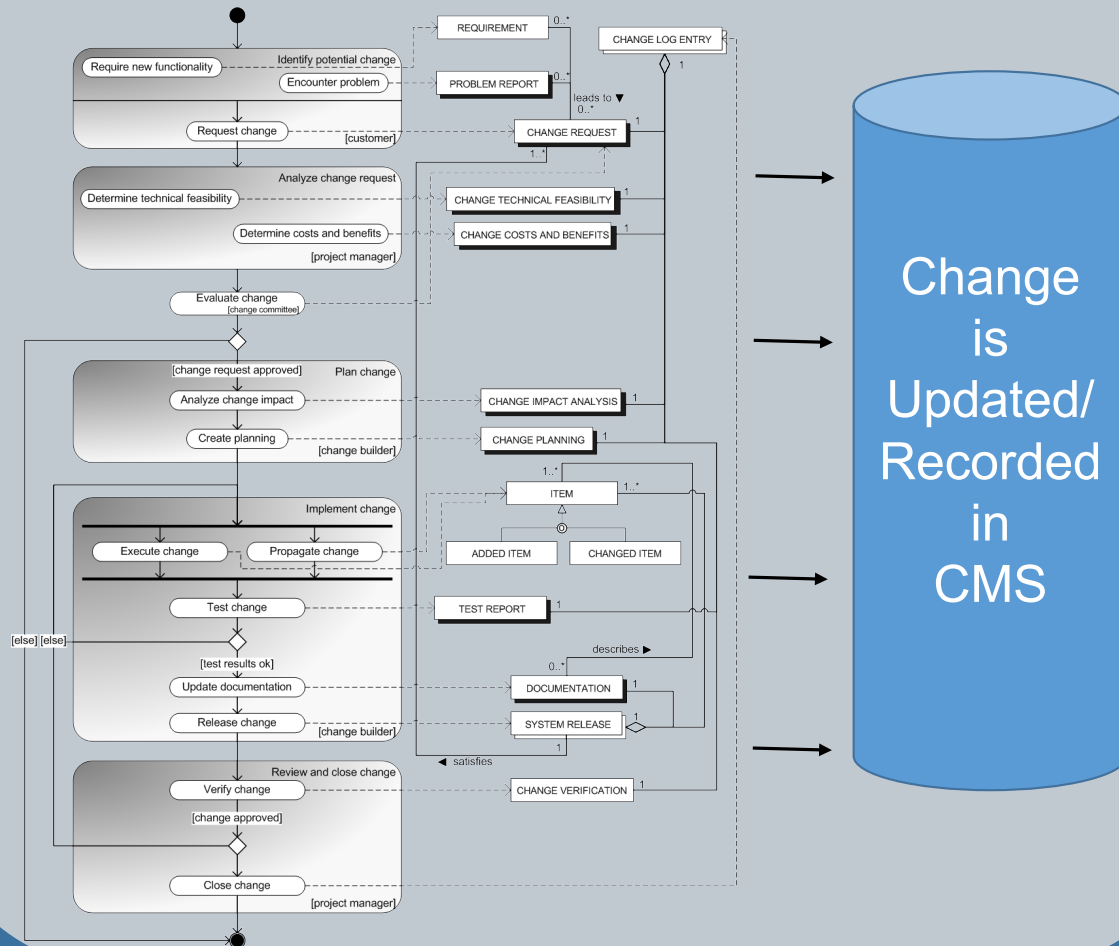 REQUIREMENT
0..*
CHANGE LOG ENTRY
1
Identify potential change
Require new functionality
Encounter problem
PROBLEM REPORT
0..*
leads to ▼
0..*
Request change
[customer]
CHANGE REQUEST
1
1..*
Analyze change request
Determine technical feasibility
CHANGE TECHNICAL FEASIBILITY
1
Determine costs and benefits
CHANGE COSTS AND BENEFITS
1
[project manager]
Evaluate change
[change committee]
[change request approved]
Plan change
Analyze change impact
CHANGE IMPACT ANALYSIS
1
Create planning
CHANGE PLANNING
1
[change builder]
1..*
ITEM
1..*
Implement change
Execute change
Propagate change
ADDED ITEM
CHANGED ITEM
Test change
TEST REPORT
1
[else]
[else]
[test results ok]
describes ►
0..*
Update documentation
DOCUMENTATION
1
Release change
SYSTEM RELEASE
1
[change builder]
1
◄ satisfies
Review and close change
Verify change
CHANGE VERIFICATION
1
[change approved]
Close change
[project manager]
Change
is
Updated/
Recorded
in
CMS